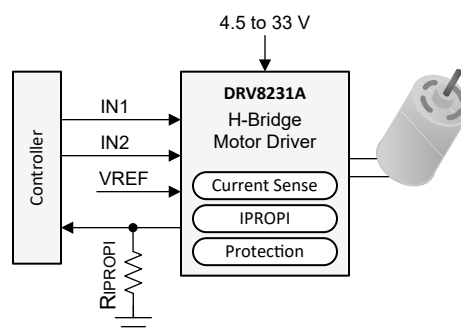 4.5 to 33 V
DRV8231A
H-Bridge
Motor Driver
Controller
IN1
IN2
VREF
Current Sense
IPROPI
Protection
RIPROPI